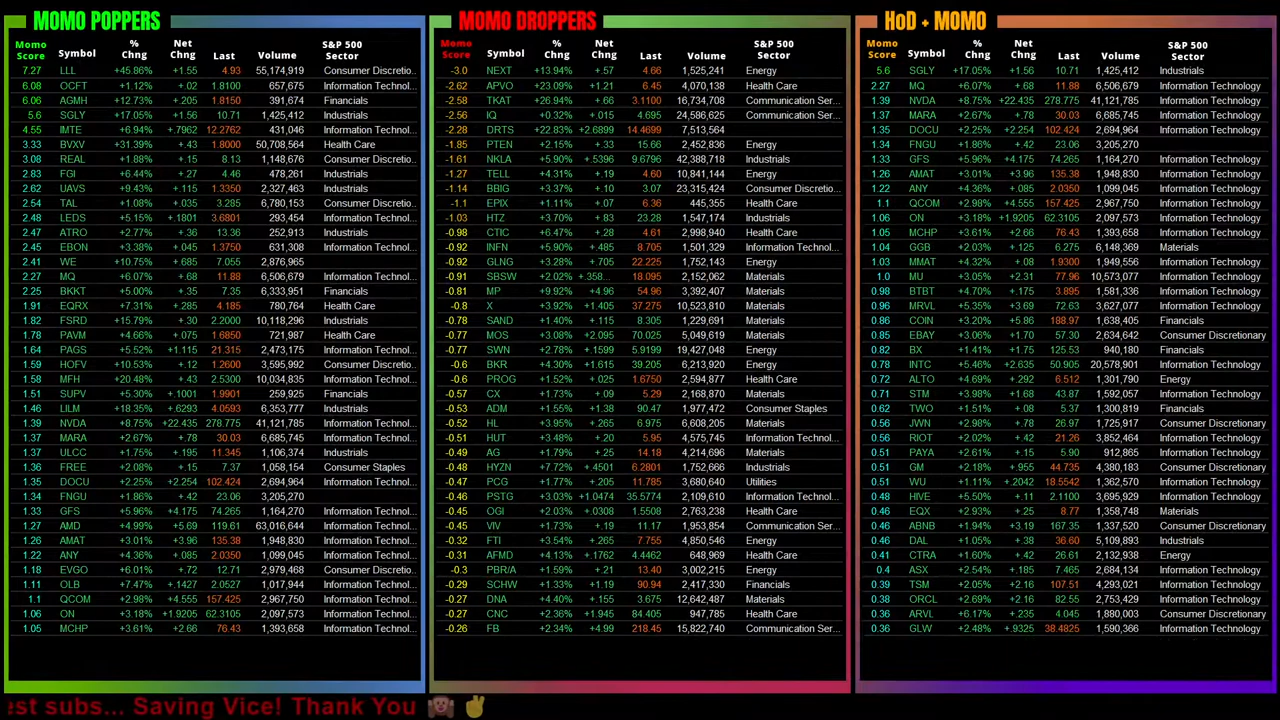 MOMO POPPERS
Momo Score Symbol % Chng Net Chng Last Volume S&P 500 Sector
7.27 LLL +45.86% +1.55 4.93 55,174,919 Consumer Discretio...
6.08 OCFT +1.12% +.02 1.8100 657,675 Information Technol...
6.06 AGMH +12.73% +.205 1.8150 391,674 Financials
5.6 SGLY +17.05% +1.56 10.71 1,425,412 Industrials
4.55 IMTE +6.94% +.7962 12.2762 431,046 Information Technol...
3.33 BVXV +31.39% +.43 1.8000 50,708,564 Health Care
3.08 REAL +1.88% +.15 8.13 1,148,676 Consumer Discretio...
2.83 FGI +6.44% +.27 4.46 478,261 Industrials
2.62 UAVS +9.43% +.115 1.3350 2,327,463 Industrials
2.54 TAL +1.08% +.035 3.285 6,780,153 Consumer Discretio...
2.48 LEDS +5.15% +.1801 3.6801 293,454 Information Technol...
2.47 ATRO +2.77% +.36 13.36 252,913 Industrials
2.45 EBON +3.38% +.045 1.3750 631,308 Information Technol...
2.41 WE +10.75% +.685 7.055 2,876,965
2.27 MQ +6.07% +.68 11.88 6,506,679 Information Technol...
2.25 BKKT +5.00% +.35 7.35 6,333,951 Financials
1.91 EQRX +7.31% +.285 4.185 780,764 Health Care
1.82 FSRD +15.79% +.30 2.2000 10,118,296 Industrials
1.78 PAVM +4.66% +.075 1.6850 721,987 Health Care
1.64 PAGS +5.52% +1.115 21.315 2,473,175 Information Technol...
1.59 HOFV +10.53% +.12 1.2600 3,595,992 Consumer Discretio...
1.58 MFH +20.48% +.43 2.5300 10,034,835 Information Technol...
1.51 SUPV +5.30% +.1001 1.9901 259,925 Financials
1.46 LILM +18.35% +.6293 4.0593 6,353,777 Industrials
1.39 NVDA +8.75% +22.435 278.775 41,121,785 Information Technol...
1.37 MARA +2.67% +.78 30.03 6,685,745 Information Technol...
1.37 ULCC +1.75% +.195 11.345 1,106,374 Industrials
1.36 FREE +2.08% +.15 7.37 1,058,154 Consumer Staples
1.35 DOCU +2.25% +2.254 102.424 2,694,964 Information Technol...
1.34 FNGU +1.86% +.42 23.06 3,205,270
1.33 GFS +5.96% +4.175 74.265 1,164,270 Information Technol...
1.27 AMD +4.99% +5.69 119.61 63,016,644 Information Technol...
1.26 AMAT +3.01% +3.96 135.38 1,948,830 Information Technol...
1.22 ANY +4.36% +.085 2.0350 1,099,045 Information Technol...
1.18 EVGO +6.01% +.72 12.71 2,979,468 Consumer Discretio...
1.11 OLB +7.47% +.1427 2.0527 1,017,944 Information Technol...
1.1 QCOM +2.98% +4.555 157.425 2,967,750 Information Technol...
1.06 ON +3.18% +1.9205 62.3105 2,097,573 Information Technol...
1.05 MCHP +3.61% +2.66 76.43 1,393,658 Information Technol...
MOMO DROPPERS
Momo Score Symbol % Chng Net Chng Last Volume S&P 500 Sector
-3.0 NEXT +13.94% +.57 4.66 1,525,241 Energy
-2.62 APVO +23.09% +1.21 6.45 4,070,138 Health Care
-2.58 TKAT +26.94% +.66 3.1100 16,734,708 Communication Ser...
-2.56 IQ +0.32% +.015 4.695 24,586,625 Communication Ser...
-2.28 DRTS +22.83% +2.6899 14.4699 7,513,564
-1.85 PTEN +2.15% +.33 15.66 2,452,836 Energy
-1.61 NKLA +5.90% +.5396 9.6796 42,388,718 Industrials
-1.27 TELL +4.31% +.19 4.60 10,841,144 Energy
-1.14 BBIG +3.37% +.10 3.07 23,315,424 Consumer Discretio...
-1.1 EPIX +1.11% +.07 6.36 445,355 Health Care
-1.03 HTZ +3.70% +.83 23.28 1,547,174 Industrials
-0.98 CTIC +6.47% +.28 4.61 2,998,940 Health Care
-0.92 INFN +5.90% +.485 8.705 1,501,329 Information Technol...
-0.92 GLNG +3.28% +.705 22.225 1,752,143 Energy
-0.91 SBSW +2.02% +.358... 18.095 2,152,062 Materials
-0.81 MP +9.92% +4.96 54.96 3,392,407 Materials
-0.8 X +3.92% +1.405 37.275 10,523,810 Materials
-0.78 SAND +1.40% +.115 8.305 1,229,691 Materials
-0.77 MOS +3.08% +2.095 70.025 5,049,619 Materials
-0.77 SWN +2.78% +.1599 5.9199 19,427,048 Energy
-0.6 BKR +4.30% +1.615 39.205 6,213,920 Energy
-0.6 PROG +1.52% +.025 1.6750 2,594,877 Health Care
-0.57 CX +1.73% +.09 5.29 2,168,870 Materials
-0.53 ADM +1.55% +1.38 90.47 1,977,472 Consumer Staples
-0.52 HL +3.95% +.265 6.975 6,608,205 Materials
-0.51 HUT +3.48% +.20 5.95 4,575,745 Information Technol...
-0.49 AG +1.79% +.25 14.18 4,214,696 Materials
-0.48 HYZN +7.72% +.4501 6.2801 1,752,666 Industrials
-0.47 PCG +1.77% +.205 11.785 3,680,640 Utilities
-0.46 PSTG +3.03% +1.0474 35.5774 2,109,610 Information Technol...
-0.45 OGI +2.03% +.0308 1.5508 2,763,238 Health Care
-0.45 VIV +1.73% +.19 11.17 1,953,854 Communication Ser...
-0.32 FTI +3.54% +.265 7.755 4,850,546 Energy
-0.31 AFMD +4.13% +.1762 4.4462 648,969 Health Care
-0.3 PBR/A +1.59% +.21 13.40 3,002,215 Energy
-0.29 SCHW +1.33% +1.19 90.94 2,417,330 Financials
-0.27 DNA +4.40% +.155 3.675 12,642,487 Materials
-0.27 CNC +2.36% +1.945 84.405 947,785 Health Care
-0.26 FB +2.34% +4.99 218.45 15,822,740 Communication Ser...
HoD + MOMO
Momo Score Symbol % Chng Net Chng Last Volume S&P 500 Sector
5.6 SGLY +17.05% +1.56 10.71 1,425,412 Industrials
2.27 MQ +6.07% +.68 11.88 6,506,679 Information Technology
1.39 NVDA +8.75% +22.435 278.775 41,121,785 Information Technology
1.37 MARA +2.67% +.78 30.03 6,685,745 Information Technology
1.35 DOCU +2.25% +2.254 102.424 2,694,964 Information Technology
1.34 FNGU +1.86% +.42 23.06 3,205,270
1.33 GFS +5.96% +4.175 74.265 1,164,270 Information Technology
1.26 AMAT +3.01% +3.96 135.38 1,948,830 Information Technology
1.22 ANY +4.36% +.085 2.0350 1,099,045 Information Technology
1.1 QCOM +2.98% +4.555 157.425 2,967,750 Information Technology
1.06 ON +3.18% +1.9205 62.3105 2,097,573 Information Technology
1.05 MCHP +3.61% +2.66 76.43 1,393,658 Information Technology
1.04 GGB +2.03% +.125 6.275 6,148,369 Materials
1.03 MMAT +4.32% +.08 1.9300 1,949,556 Information Technology
1.0 MU +3.05% +2.31 77.96 10,573,077 Information Technology
0.98 BTBT +4.70% +.175 3.895 1,581,336 Information Technology
0.96 MRVL +5.35% +3.69 72.63 3,627,077 Information Technology
0.86 COIN +3.20% +5.86 188.97 1,638,405 Financials
0.85 EBAY +3.06% +1.70 57.30 2,634,642 Consumer Discretionary
0.82 BX +1.41% +1.75 125.53 940,180 Financials
0.78 INTC +5.46% +2.635 50.905 20,578,901 Information Technology
0.72 ALTO +4.69% +.292 6.512 1,301,790 Energy
0.71 STM +3.98% +1.68 43.87 1,592,057 Information Technology
0.62 TWO +1.51% +.08 5.37 1,300,819 Financials
0.56 JWN +2.98% +.78 26.97 1,725,917 Consumer Discretionary
0.56 RIOT +2.02% +.42 21.26 3,852,464 Information Technology
0.51 PAYA +2.61% +.15 5.90 912,865 Information Technology
0.51 GM +2.18% +.955 44.735 4,380,183 Consumer Discretionary
0.51 WU +1.11% +.2042 18.5542 1,362,570 Information Technology
0.48 HIVE +5.50% +.11 2.1100 3,695,929 Information Technology
0.46 EQX +2.93% +.25 8.77 1,358,748 Materials
0.46 ABNB +1.94% +3.19 167.35 1,337,520 Consumer Discretionary
0.46 DAL +1.05% +.38 36.60 5,109,893 Industrials
0.41 CTRA +1.60% +.42 26.61 2,132,938 Energy
0.4 ASX +2.54% +.185 7.465 2,684,134 Information Technology
0.39 TSM +2.05% +2.16 107.51 4,293,021 Information Technology
0.38 ORCL +2.69% +2.16 82.55 2,753,429 Information Technology
0.36 ARVL +6.17% +.235 4.045 1,880,003 Consumer Discretionary
0.36 GLW +2.48% +.9325 38.4825 1,590,366 Information Technology
est subs... Saving Vice! Thank You